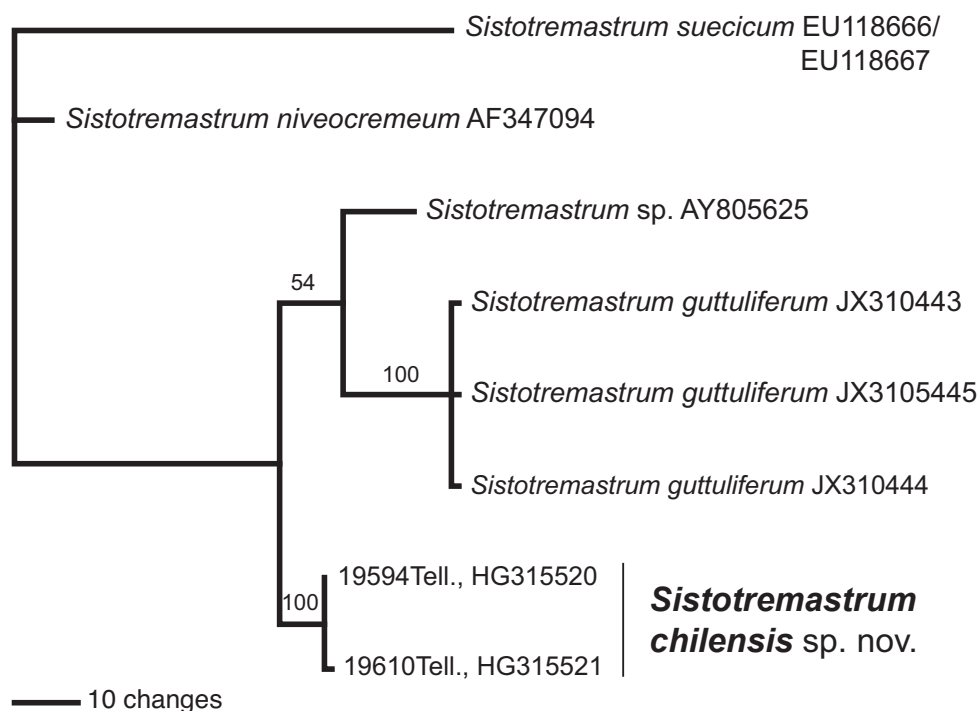 Sistotremastrum suecicum EU118666/
EU118667
Sistotremastrum niveocremeum AF347094
Sistotremastrum sp. AY805625
54
Sistotremastrum guttuliferum JX310443
100
Sistotremastrum guttuliferum JX3105445
Sistotremastrum guttuliferum JX310444
19594Tell., HG315520
100
Sistotremastrum
chilensis sp. nov.
19610Tell., HG315521
10 changes